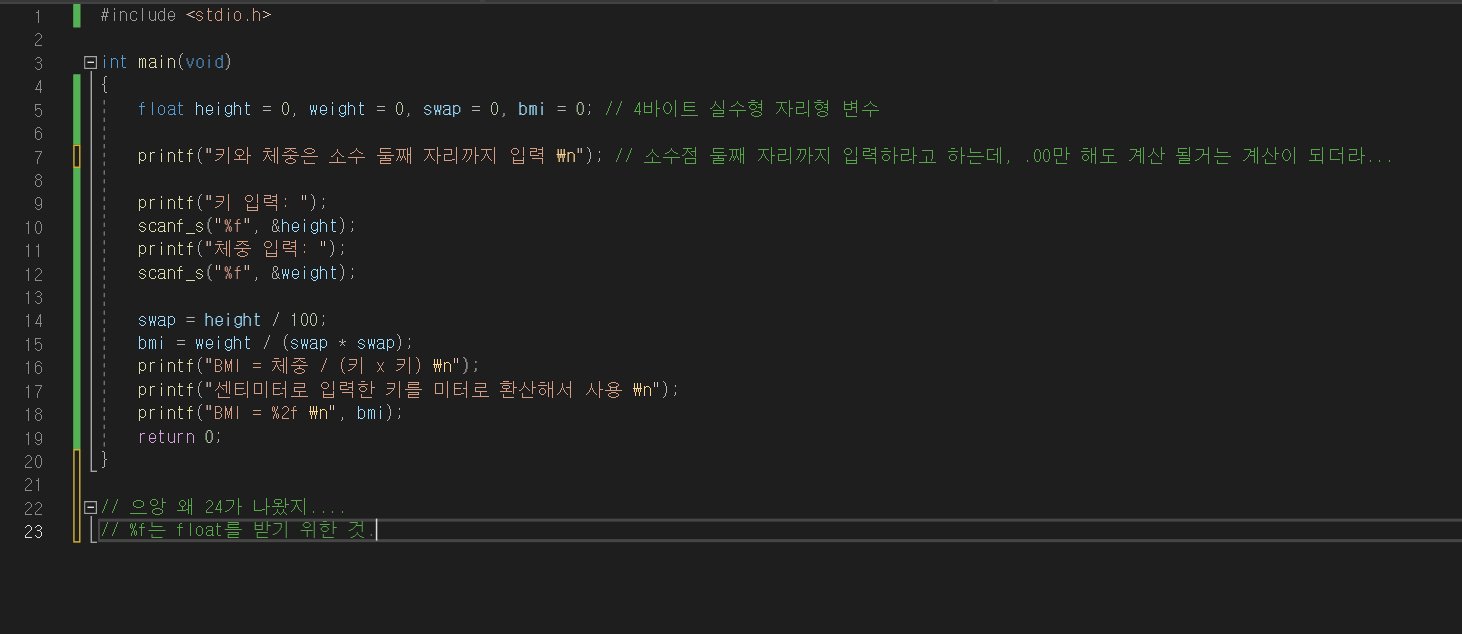 1 #include <stdio.h>
2
3 int main(void)
4 {
5 float height = 0, weight = 0, swap = 0, bmi = 0; // 4바이트 실수형 자리형 변수
6
7 printf("키와 체중은 소수 둘째 자리까지 입력 ₩n"); // 소수점 둘째 자리까지 입력하라고 하는데, .00만 해도 계산 될거는 계산이 되더라...
8
9 printf("키 입력: ");
10 scanf_s("%f", &height);
11 printf("체중 입력: ");
12 scanf_s("%f", &weight);
13
14 swap = height / 100;
15 bmi = weight / (swap * swap);
16 printf("BMI = 체중 / (키 x 키) ₩n");
17 printf("센티미터로 입력한 키를 미터로 환산해서 사용 ₩n");
18 printf("BMI = %2f ₩n", bmi);
19 return 0;
20 }
21
22 // 으앙 왜 24가 나왔지....
23 // %f는 float를 받기 위한 것.